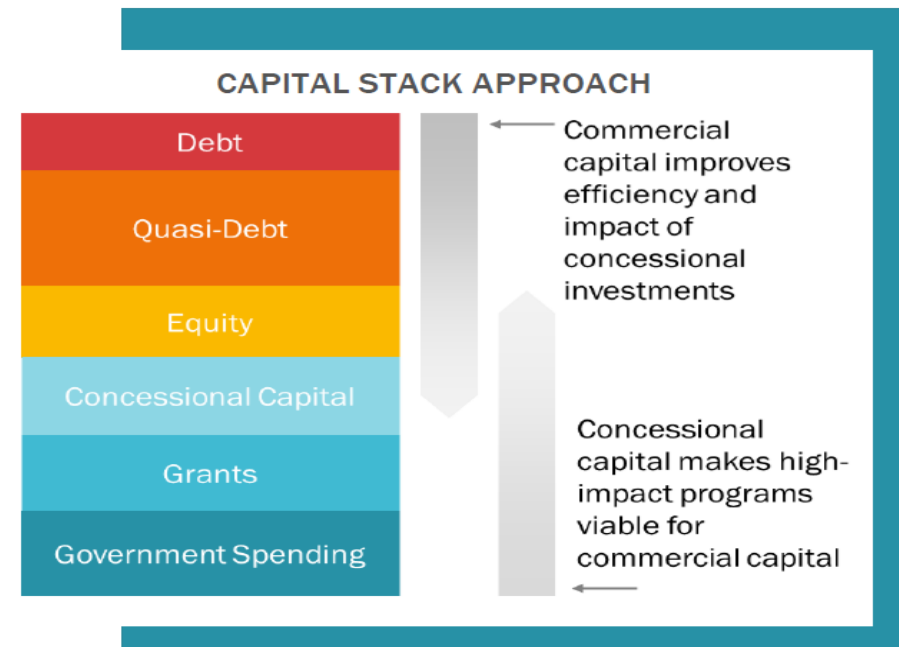 CAPITAL STACK APPROACH
Debt
Quasi-Debt
Equity
Concessional Capital
Grants
Government Spending
Commercial
capital improves
efficiency and
impact of
concessional
investments
Concessional
capital makes high-
impact programs
viable for
commercial capital